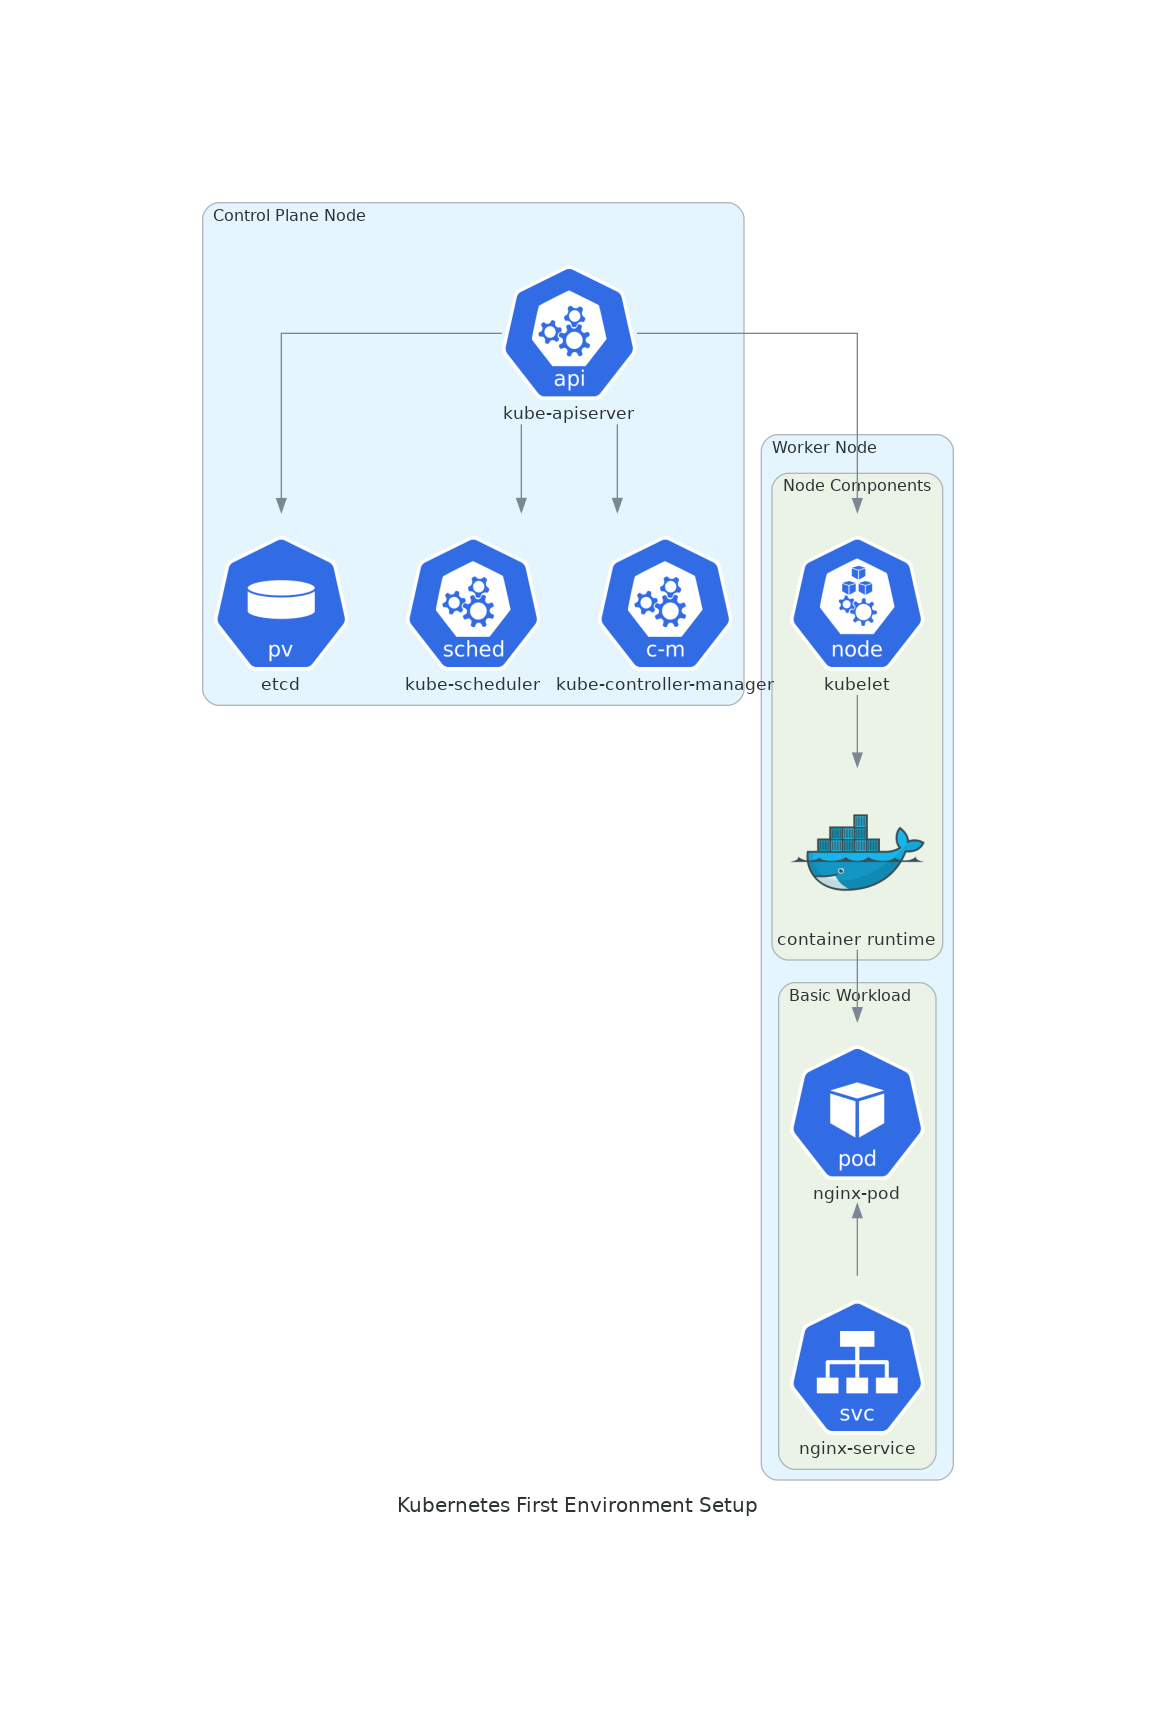 Control Plane Node
api
kube-apiserver
Worker Node
Node Components
pv
etcd
sched
kube-scheduler
c-m
kube-controller-manager
node
kubelet
container runtime
Basic Workload
pod
nginx-pod
svc
nginx-service
Kubernetes First Environment Setup